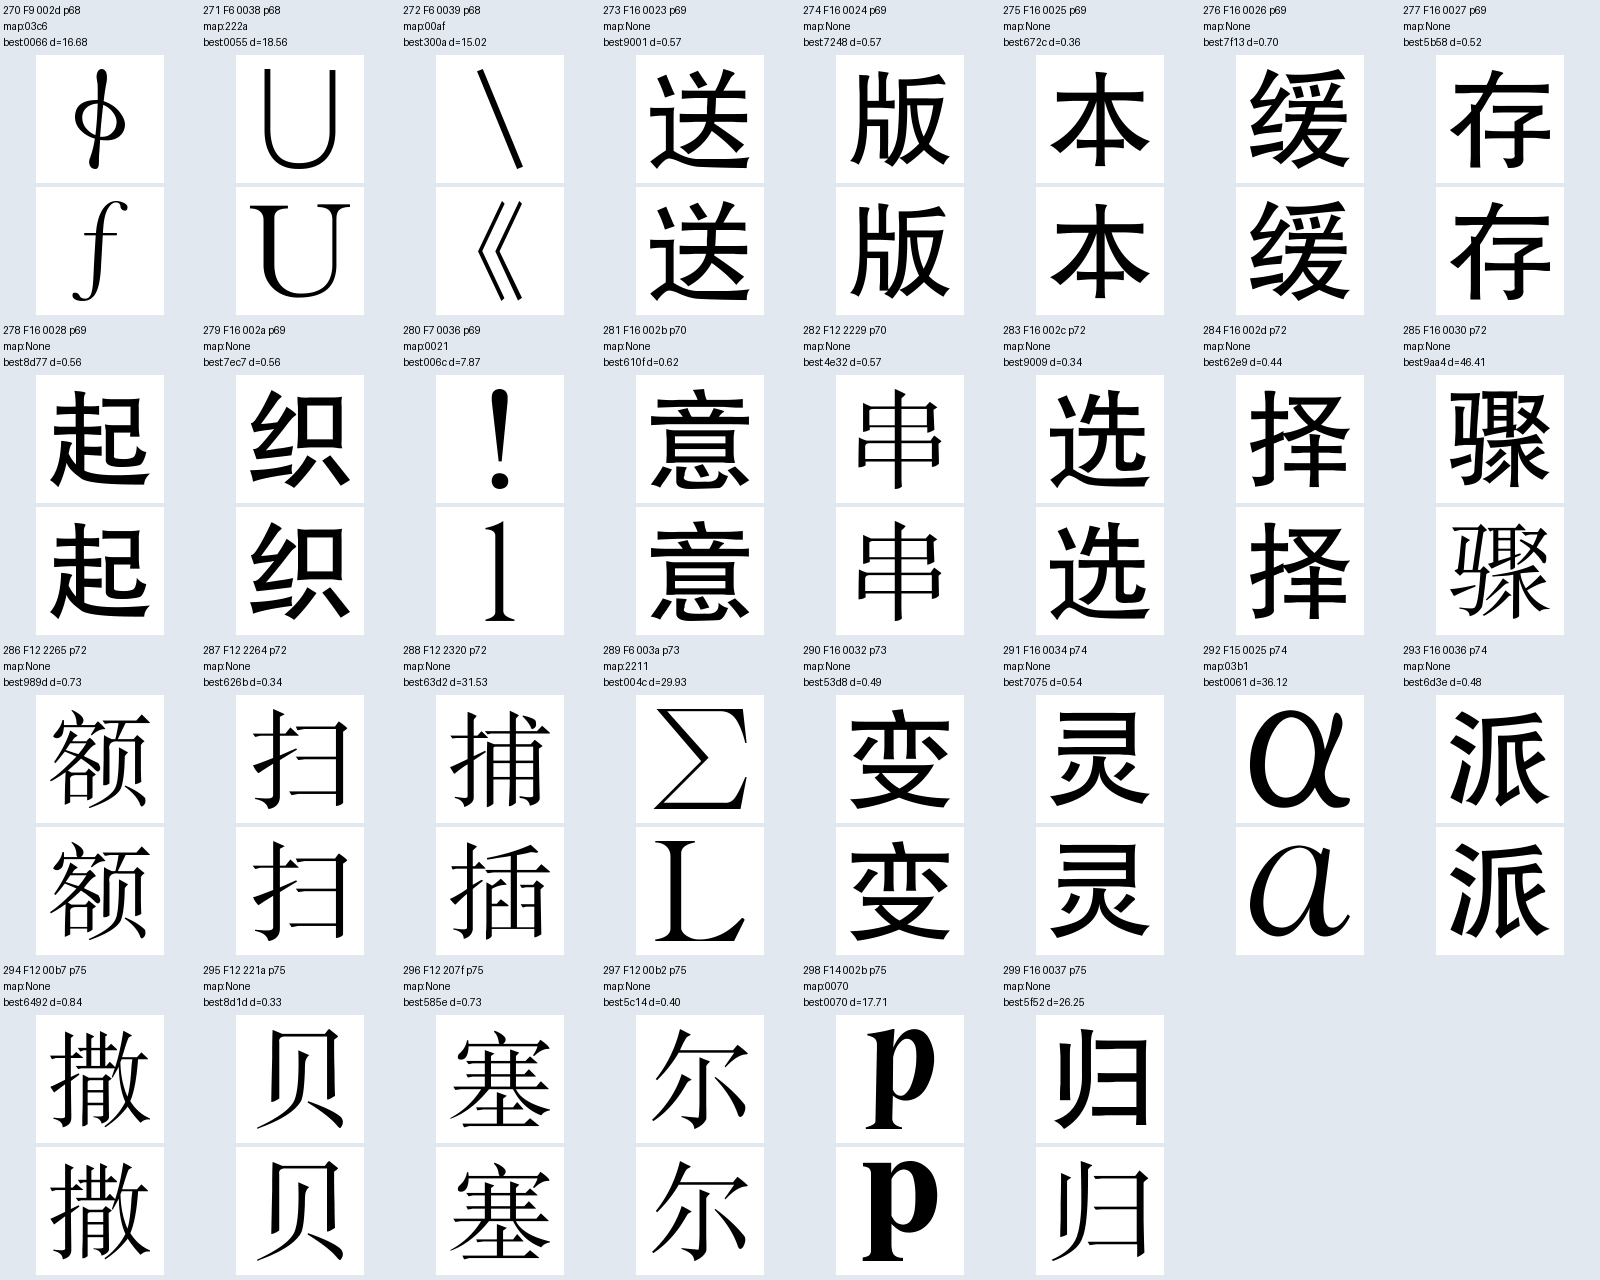 270 F9 002d p68 271 F6 0038 p68 272 F6 0039 p68 273 F16 0023 p69 274 F16 0024 p69 275 F16 0025 p69 276 F16 0026 p69 277 F16 0027 p69
map:03c6 map:222a map:00af map:None map:None map:None map:None map:None
best0066 d=16.68 best0055 d=18.56 best300a d=15.02 best9001 d=0.57 best7248 d=0.57 best672c d=0.36 best7f13 d=0.70 best5b58 d=0.52
ϕ ∪ \ 送 版 本 缓 存
f U 《 送 版 本 缓 存
278 F16 0028 p69 279 F16 002a p69 280 F7 0036 p69 281 F16 002b p70 282 F12 2229 p70 283 F16 002c p72 284 F16 002d p72 285 F16 0030 p72
map:None map:None map:0021 map:None map:None map:None map:None map:None
best8d77 d=0.56 best7ec7 d=0.56 best006c d=7.87 best610f d=0.62 best4e32 d=0.57 best9009 d=0.34 best62e9 d=0.44 best9aa4 d=46.41
起 织 ! 意 串 选 择 骤
起 织 l 意 串 选 择 骤
286 F12 2265 p72 287 F12 2264 p72 288 F12 2320 p72 289 F6 003a p73 290 F16 0032 p73 291 F16 0034 p74 292 F15 0025 p74 293 F16 0036 p74
map:None map:None map:None map:2211 map:None map:None map:03b1 map:None
best989d d=0.73 best626b d=0.34 best63d2 d=31.53 best004c d=29.93 best53d8 d=0.49 best7075 d=0.54 best0061 d=36.12 best6d3e d=0.48
额 扫 捕 ∑ 变 灵 α 派
额 扫 插 L 变 灵 a 派
294 F12 00b7 p75 295 F12 221a p75 296 F12 207f p75 297 F12 00b2 p75 298 F14 002b p75 299 F16 0037 p75
map:None map:None map:None map:None map:0070 map:None
best6492 d=0.84 best8d1d d=0.33 best585e d=0.73 best5c14 d=0.40 best0070 d=17.71 best5f52 d=26.25
撒 贝 塞 尔 p 归
撒 贝 塞 尔 p 归